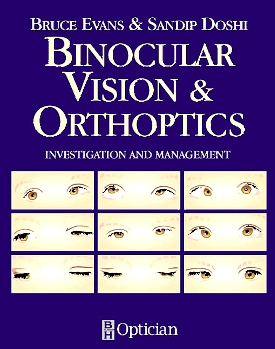 BRUCE EVANS & SANDIP DOSHI
BINOCULAR
VISION &
ORTHOPTICS
INVESTIGATION AND MANAGEMENT
BH Optician